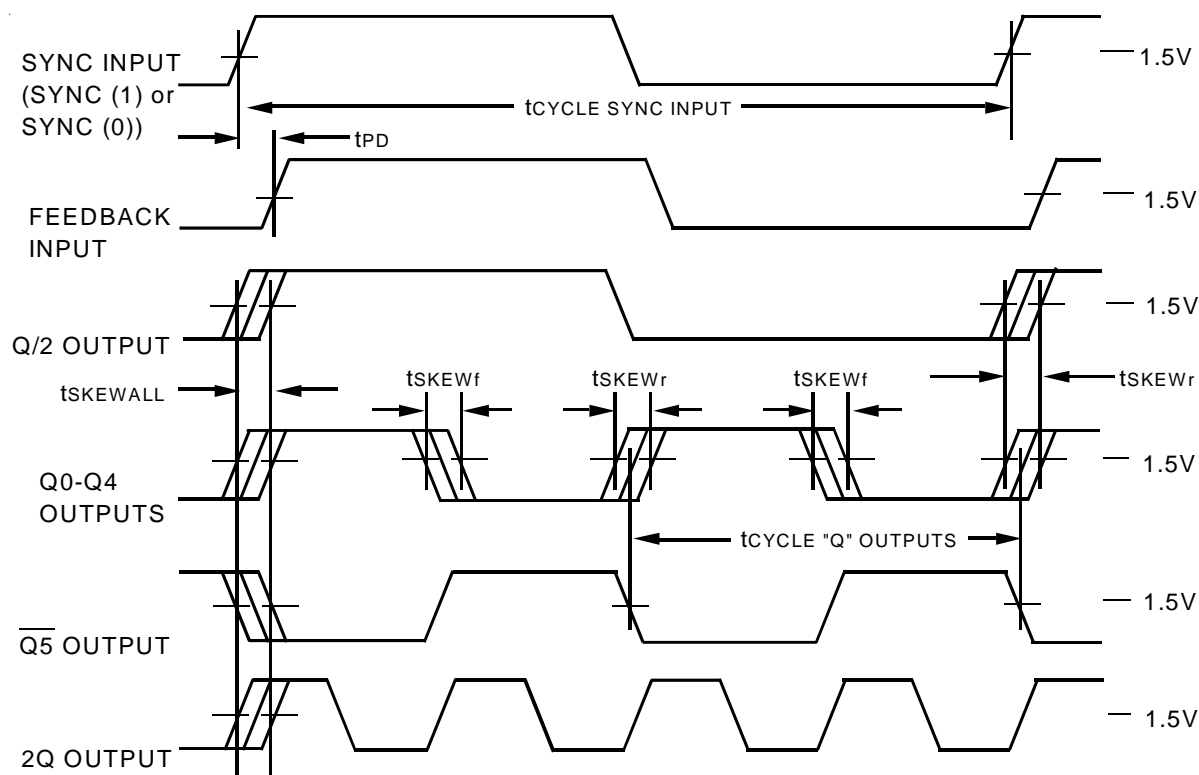 SYNC INPUT
(SYNC (1) or
SYNC (0))
1.5V
tCYCLE SYNC INPUT
tPD
FEEDBACK
INPUT
1.5V
Q/2 OUTPUT
1.5V
tSKEWALL
tSKEWf
tSKEWr
tSKEWf
tSKEWr
Q0-Q4
OUTPUTS
1.5V
tCYCLE "Q" OUTPUTS
Q5 OUTPUT
1.5V
2Q OUTPUT
1.5V